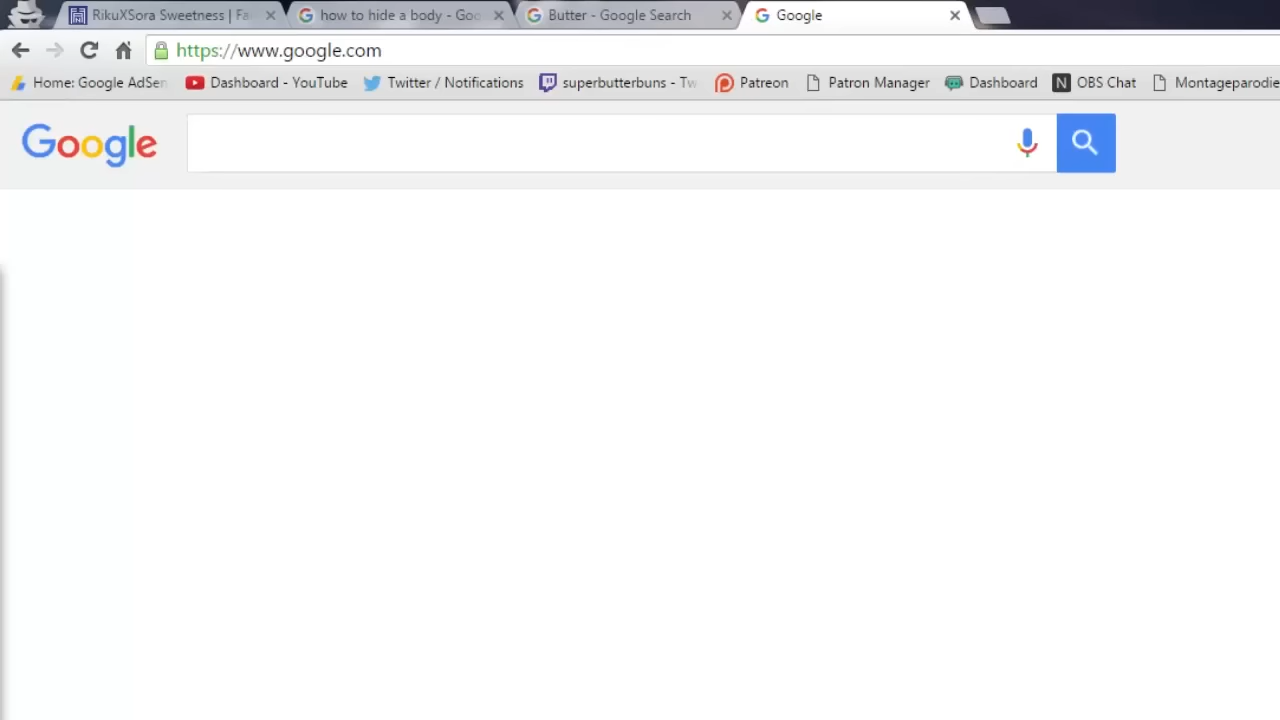 RikuXSora Sweetness | Fa
how to hide a body - Goo
Butter - Google Search
Google
https://www.google.com
Home: Google AdSen
Dashboard - YouTube
Twitter / Notifications
superbutterbuns - Tw
Patreon
Patron Manager
Dashboard
N OBS Chat
Montageparodie
Google